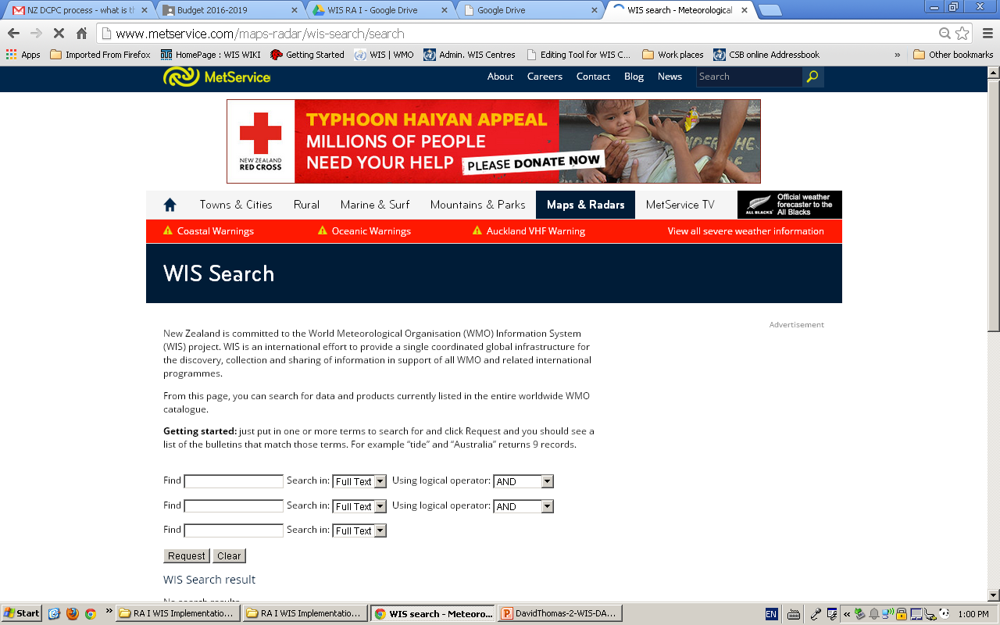 NZ DCPC process - what is th
Budget 2016-2019
WIS RA I - Google Drive
Google Drive
WIS search - Meteorological
www.metservice.com/maps-radar/wis-search/search
Apps
Imported From Firefox
HomePage : WIS WIKI
Getting Started
WIS | WMO
Admin. WIS Centres
Editing Tool for WIS C...
Work places
CSB online Addressbook
»
Other bookmarks
MetService
About Careers Contact Blog News Search
TYPHOON HAIYAN APPEAL
MILLIONS OF PEOPLE
NEED YOUR HELP PLEASE DONATE NOW
NEW ZEALAND
RED CROSS
Towns & Cities Rural Marine & Surf Mountains & Parks Maps & Radars MetService TV
ALL BLACKS
Official weather
forecaster to the
All Blacks
Coastal Warnings Oceanic Warnings Auckland VHF Warning View all severe weather information
WIS Search
Advertisement
New Zealand is committed to the World Meteorological Organisation (WMO) Information System
(WIS) project. WIS is an international effort to provide a single coordinated global infrastructure for
the discovery, collection and sharing of information in support of all WMO and related international
programmes.
From this page, you can search for data and products currently listed in the entire worldwide WMO
catalogue.
Getting started: just put in one or more terms to search for and click Request and you should see a
list of the bulletins that match those terms. For example “tide” and “Australia” returns 9 records.
Find Search in: Full Text Using logical operator: AND
Find Search in: Full Text Using logical operator: AND
Find Search in: Full Text
Request Clear
WIS Search result
No search results
Start » RA I WIS Implementatio... RA I WIS Implementatio... WIS search - Meteoro... DavidThomas-2-WIS-DA... EN « 1:00 PM